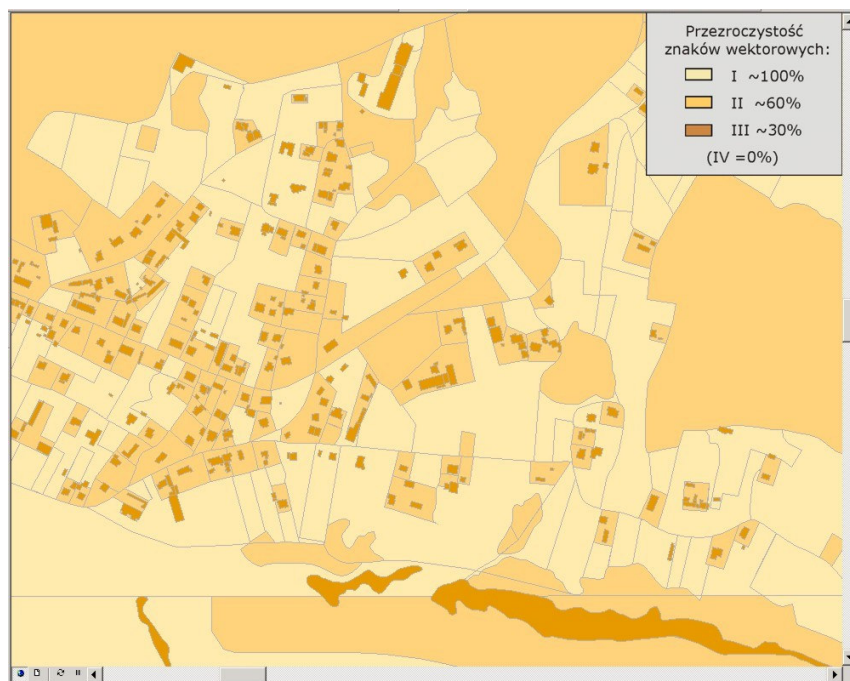 Przezroczystość
znaków wektorowych:
I ~100%
II ~60%
III ~30%
(IV =0%)